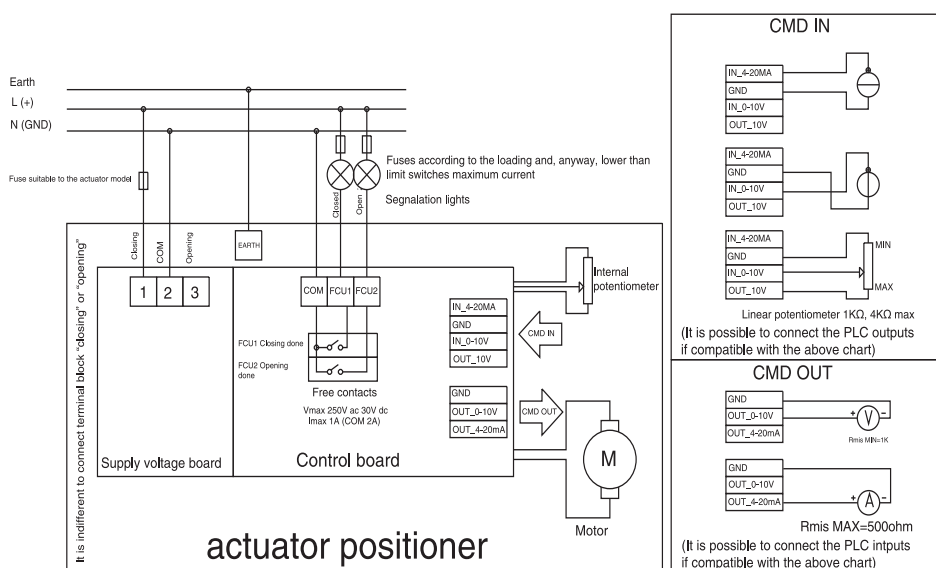 Earth
L (+)
N (GND)
Fuse suitable to the actuator model
Fuses according to the loading and, anyway, lower than
limit switches maximum current
Segnalation lights
Closed
Open
Closing
COM
Opening
EARTH
It is indifferent to connect terminal block "closing" or "opening"
1 2 3
COM FCU1 FCU2
FCU1 Closing done
FCU2 Opening
done
Free contacts
Vmax 250V ac 30V dc
Imax 1A (COM 2A)
Supply voltage board
Control board
Internal
potentiometer
IN_4-20MA
GND
IN_0-10V
OUT_10V
CMD IN
GND
OUT_0-10V
OUT_4-20mA
CMD OUT
M
Motor
actuator positioner
CMD IN
IN_4-20MA
GND
IN_0-10V
OUT_10V
IN_4-20MA
GND
IN_0-10V
OUT_10V
IN_4-20MA
GND
IN_0-10V
OUT_10V
MIN
MAX
Linear potentiometer 1KΩ, 4KΩ max
(It is possible to connect the PLC outputs
if compatible with the above chart)
CMD OUT
GND
OUT_0-10V
OUT_4-20mA
+ V -
Rmis MIN=1K
GND
OUT_0-10V
OUT_4-20mA
+ A -
Rmis MAX=500ohm
(It is possible to connect the PLC intputs
if compatible with the above chart)